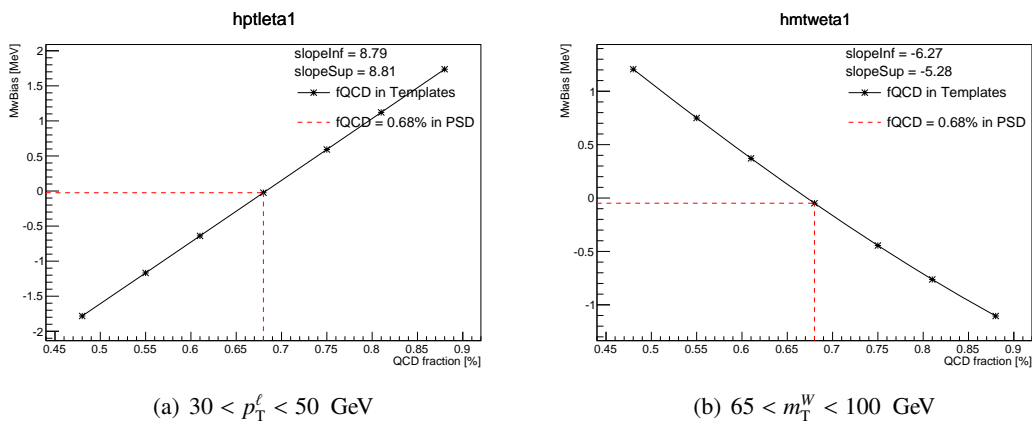 hptleta1
MwBias [MeV]
slopeInf = 8.79
slopeSup = 8.81
fQCD in Templates
fQCD = 0.68% in PSD
2
1.5
1
0.5
0
-0.5
-1
-1.5
-2
0.45 0.5 0.55 0.6 0.65 0.7 0.75 0.8 0.85 0.9
QCD fraction [%]
(a) 30 < p_T^ℓ < 50 GeV
hmtweta1
MwBias [MeV]
slopeInf = -6.27
slopeSup = -5.28
fQCD in Templates
fQCD = 0.68% in PSD
1
0.5
0
-0.5
-1
0.45 0.5 0.55 0.6 0.65 0.7 0.75 0.8 0.85 0.9
QCD fraction [%]
(b) 65 < m_T^W < 100 GeV